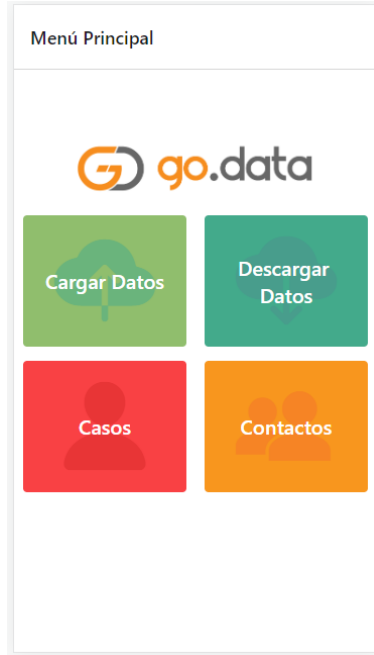 Menú Principal
go.data
Cargar Datos
Descargar
Datos
Casos
Contactos